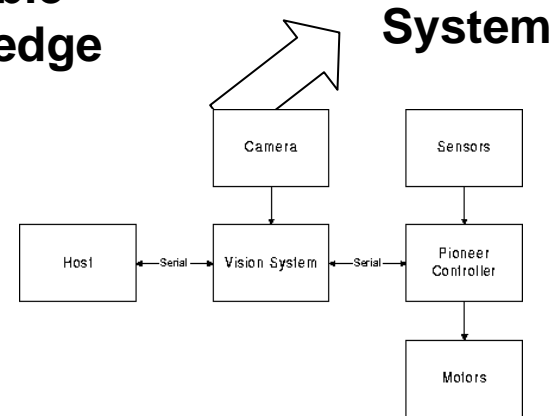 System
edge
Camera
Sensors
Host
Serial
Vision System
Serial
Pioneer
Controller
Motors